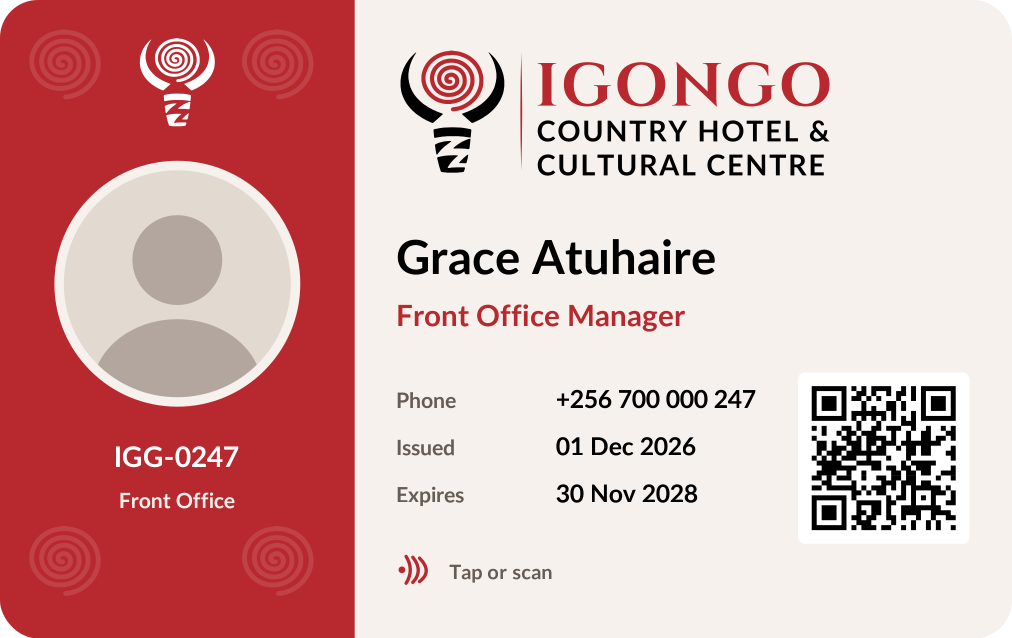 IGG-0247
Front Office
IGONGO
COUNTRY HOTEL &
CULTURAL CENTRE
Grace Atuhaire
Front Office Manager
Phone +256 700 000 247
Issued 01 Dec 2026
Expires 30 Nov 2028
Tap or scan